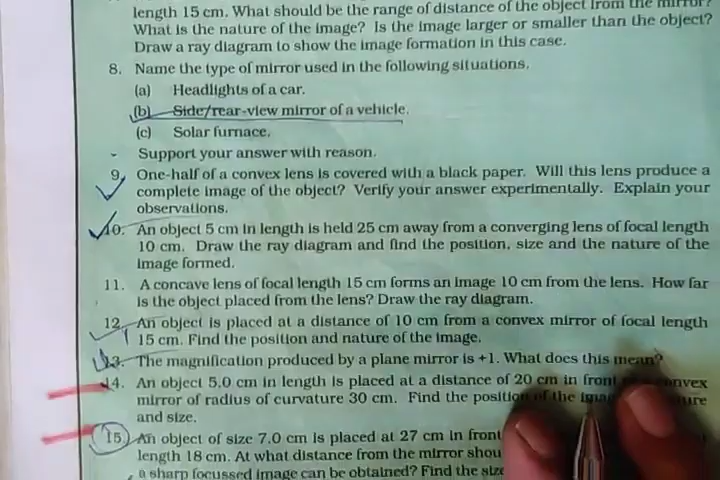 length 15 cm. What should be the range of distance of the object from the mirror?
What is the nature of the image? Is the image larger or smaller than the object?
Draw a ray diagram to show the image formation in this case.
8. Name the type of mirror used in the following situations.
(a) Headlights of a car.
(b) Side/rear-view mirror of a vehicle.
(c) Solar furnace.
Support your answer with reason.
9. One-half of a convex lens is covered with a black paper. Will this lens produce a
complete image of the object? Verify your answer experimentally. Explain your
observations.
10. An object 5 cm in length is held 25 cm away from a converging lens of focal length
10 cm. Draw the ray diagram and find the position, size and the nature of the
image formed.
11. A concave lens of focal length 15 cm forms an image 10 cm from the lens. How far
is the object placed from the lens? Draw the ray diagram.
12. An object is placed at a distance of 10 cm from a convex mirror of focal length
15 cm. Find the position and nature of the image.
13. The magnification produced by a plane mirror is +1. What does this mean?
14. An object 5.0 cm in length is placed at a distance of 20 cm in front convex
mirror of radius of curvature 30 cm. Find the position of the
and size.
15. An object of size 7.0 cm is placed at 27 cm in front
length 18 cm. At what distance from the mirror
a sharp focussed image can be obtained? Find the size